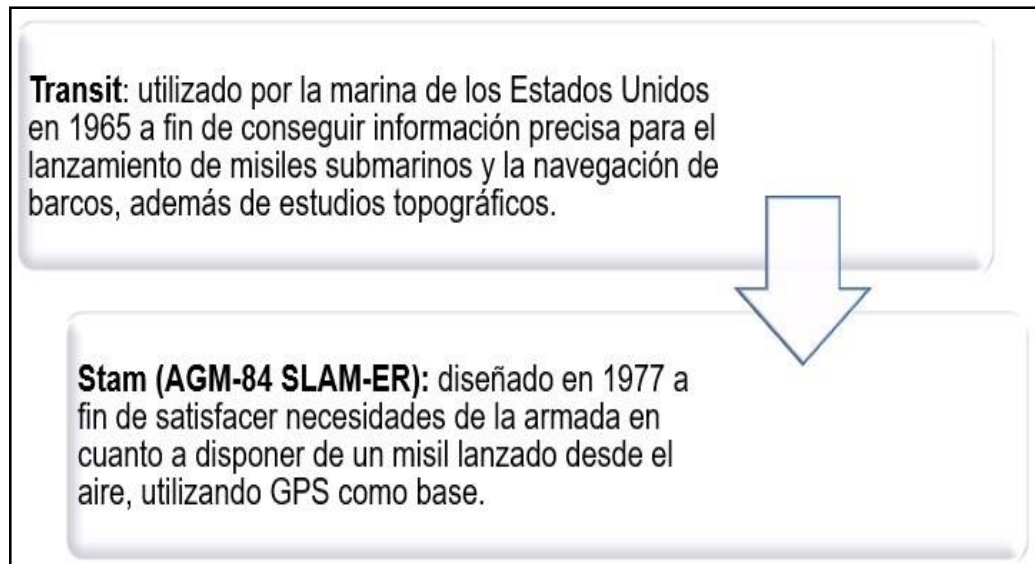 Transit: utilizado por la marina de los Estados Unidos
en 1965 a fin de conseguir información precisa para el
lanzamiento de misiles submarinos y la navegación de
barcos, además de estudios topográficos.
Stam (AGM-84 SLAM-ER): diseñado en 1977 a
fin de satisfacer necesidades de la armada en
cuanto a disponer de un misil lanzado desde el
aire, utilizando GPS como base.